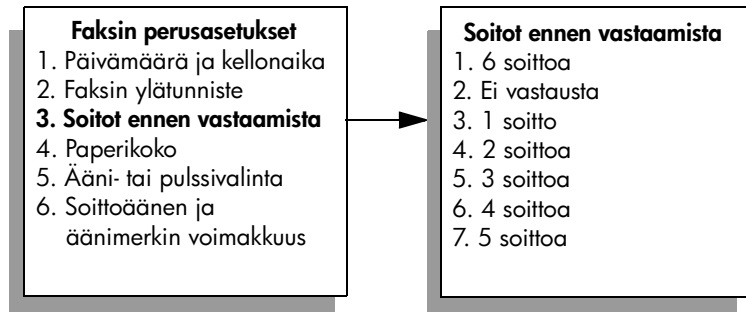 Faksin perusasetukset
1. Päivämäärä ja kellonaika
2. Faksin ylätunniste
3. Soitot ennen vastaamista
4. Paperikoko
5. Ääni- tai pulssivalinta
6. Soittoäänen ja
äänimerkin voimakkuus
Soitot ennen vastaamista
1. 6 soittoa
2. Ei vastausta
3. 1 soitto
4. 2 soittoa
5. 3 soittoa
6. 4 soittoa
7. 5 soittoa